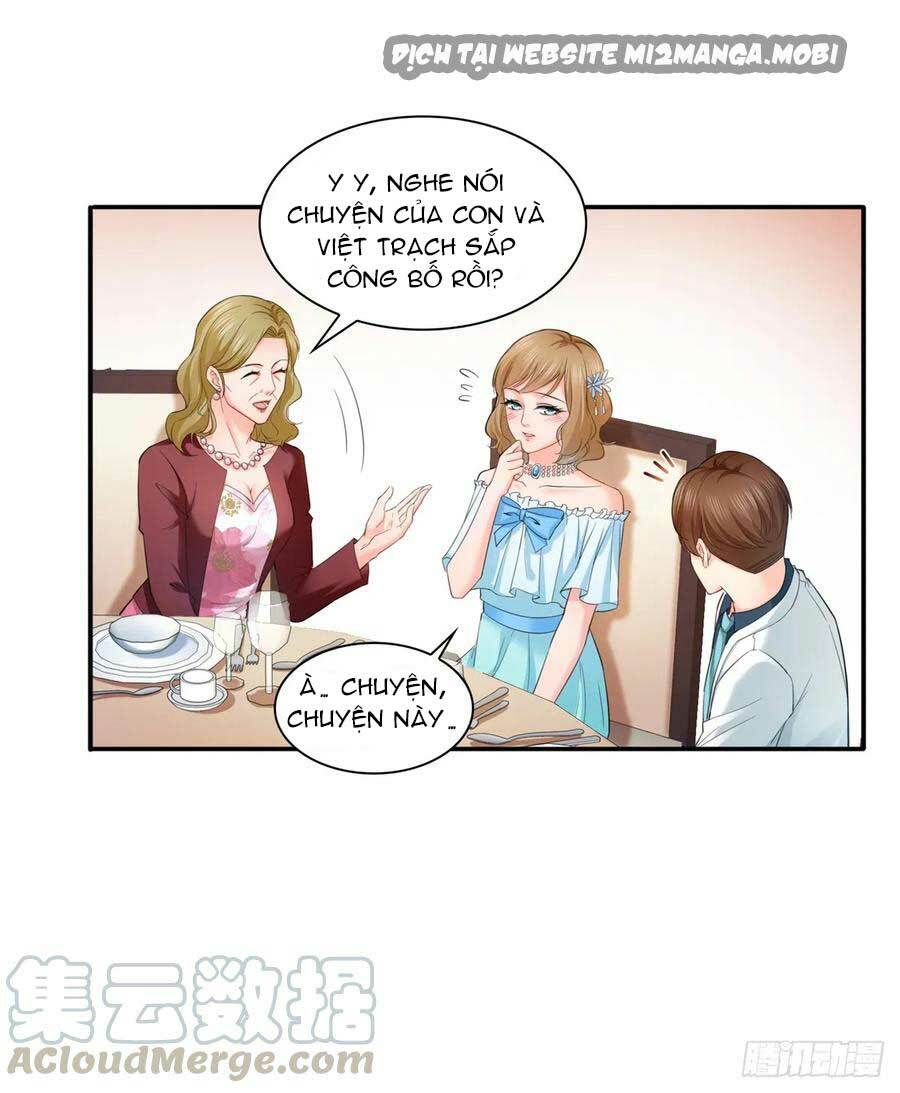 DỊCH TẠI WEBSITE MI2MANGA.MOBI
Y Y, NGHE NÓI
CHUYỆN CỦA CON VÀ
VIỆT TRẠCH SẮP
CÔNG BỐ RỒI?
À... CHUYỆN,
CHUYỆN NÀY...
集云数据
ACloudMerge.com
腾讯动漫